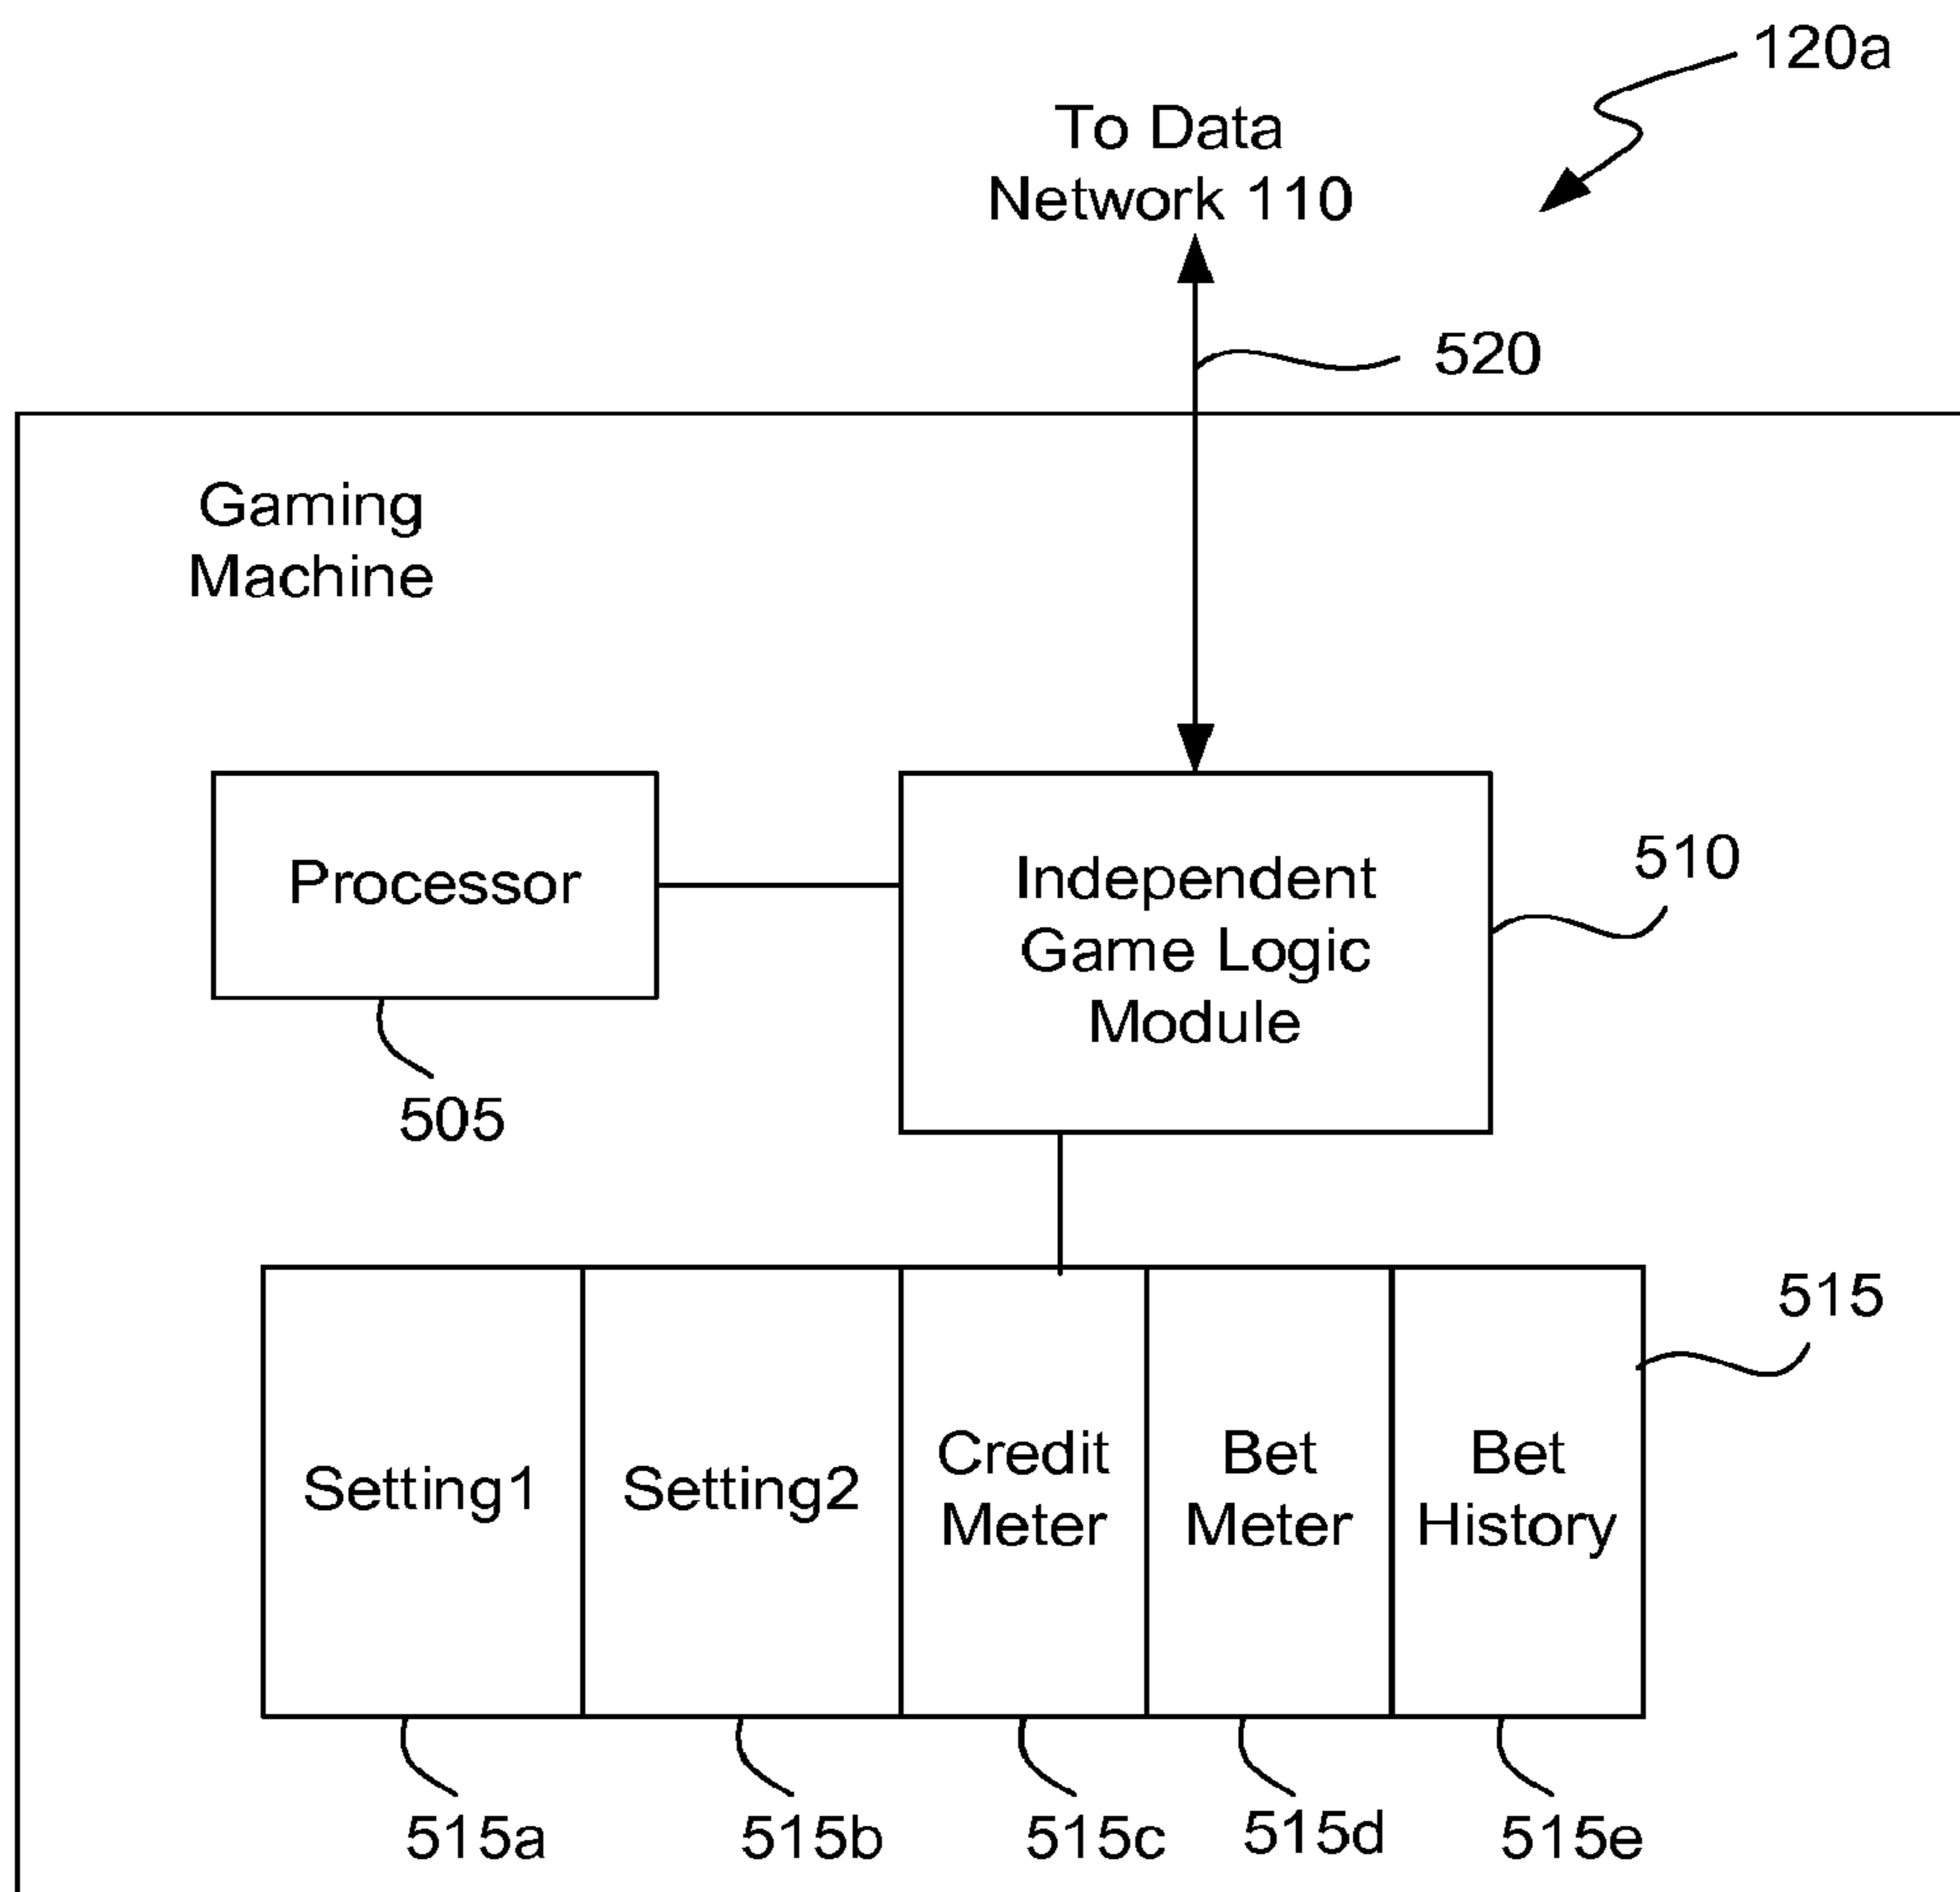 120a
To Data
Network 110
520
Gaming
Machine
Processor
Independent
Game Logic
Module
510
505
515
Setting1
Setting2
Credit
Meter
Bet
Meter
Bet
History
515a
515b
515c
515d
515e